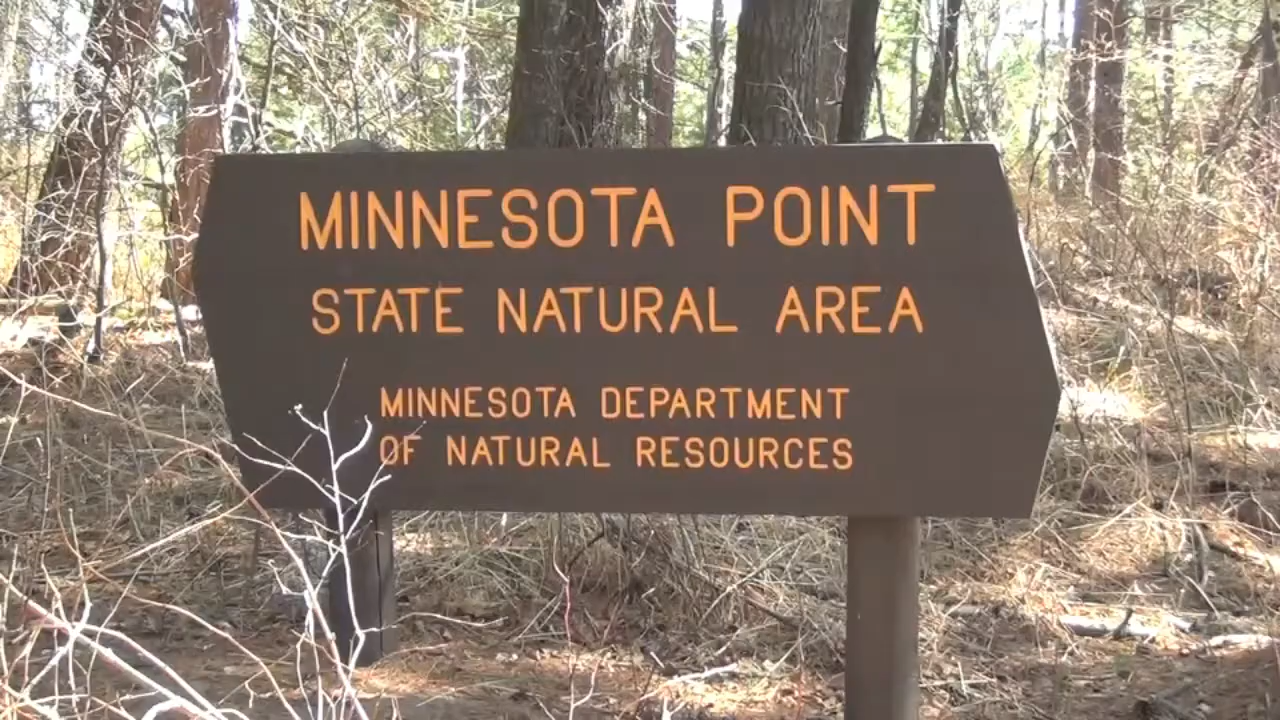 MINNESOTA POINT
STATE NATURAL AREA
MINNESOTA DEPARTMENT
OF NATURAL RESOURCES